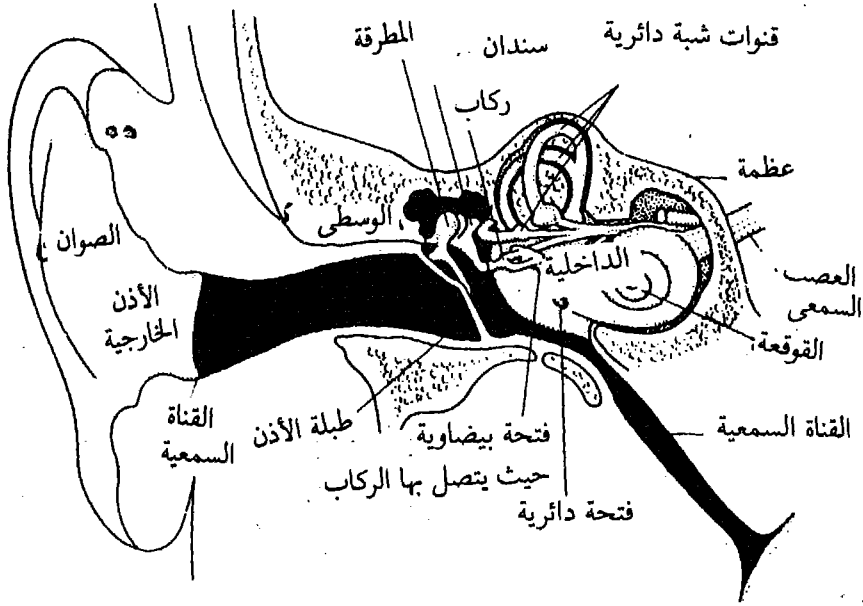 قنوات شبة دائرية
سندان
المطرقة
ركاب
عظمة
الوسطى
الصوان
الداخلية
العصب
السمعى
الأذن
الخارجية
القوقعة
القناة
السمعية
طبلة الأذن
فتحة بيضاوية
حيث يتصل بها الركاب
القناة السمعية
فتحة دائرية